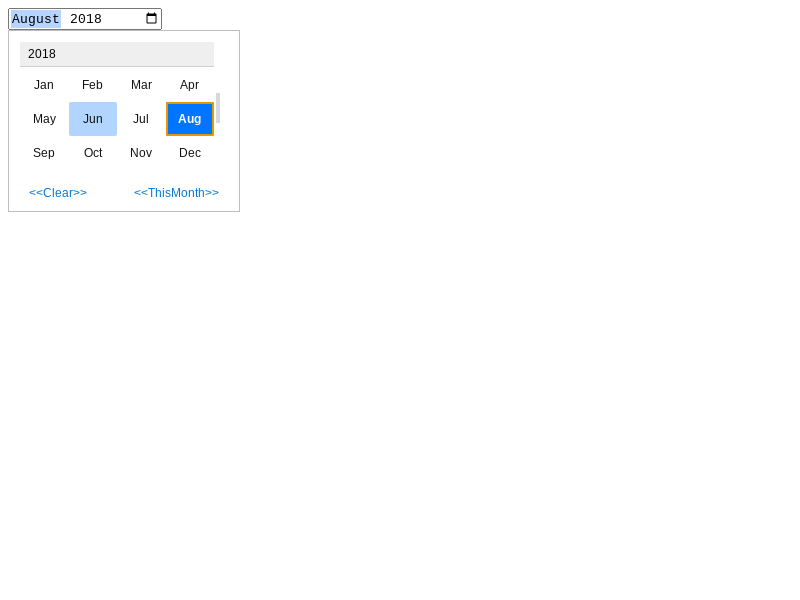 August 2018
2018
Jan Feb Mar Apr
May Jun Jul Aug
Sep Oct Nov Dec
<<Clear>> <<ThisMonth>>